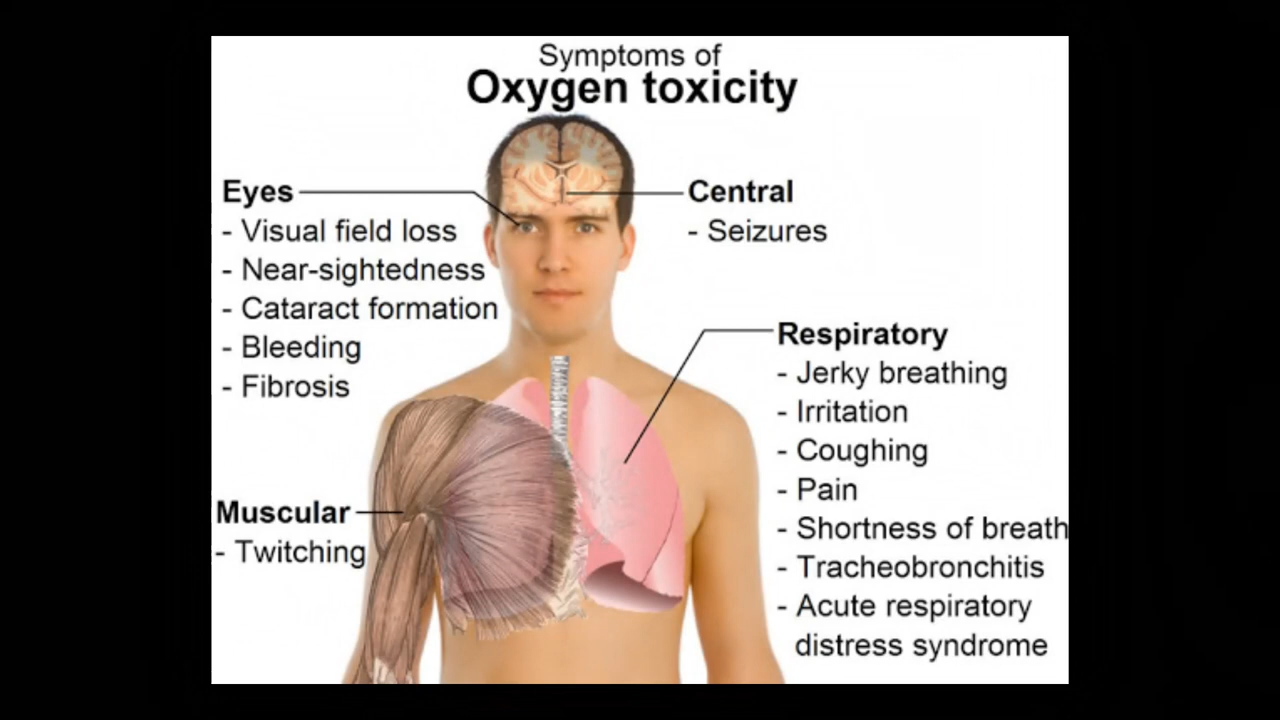 Symptoms of
Oxygen toxicity
Eyes
- Visual field loss
- Near-sightedness
- Cataract formation
- Bleeding
- Fibrosis
Central
- Seizures
Respiratory
- Jerky breathing
- Irritation
- Coughing
- Pain
- Shortness of breath
- Tracheobronchitis
- Acute respiratory
distress syndrome
Muscular
- Twitching